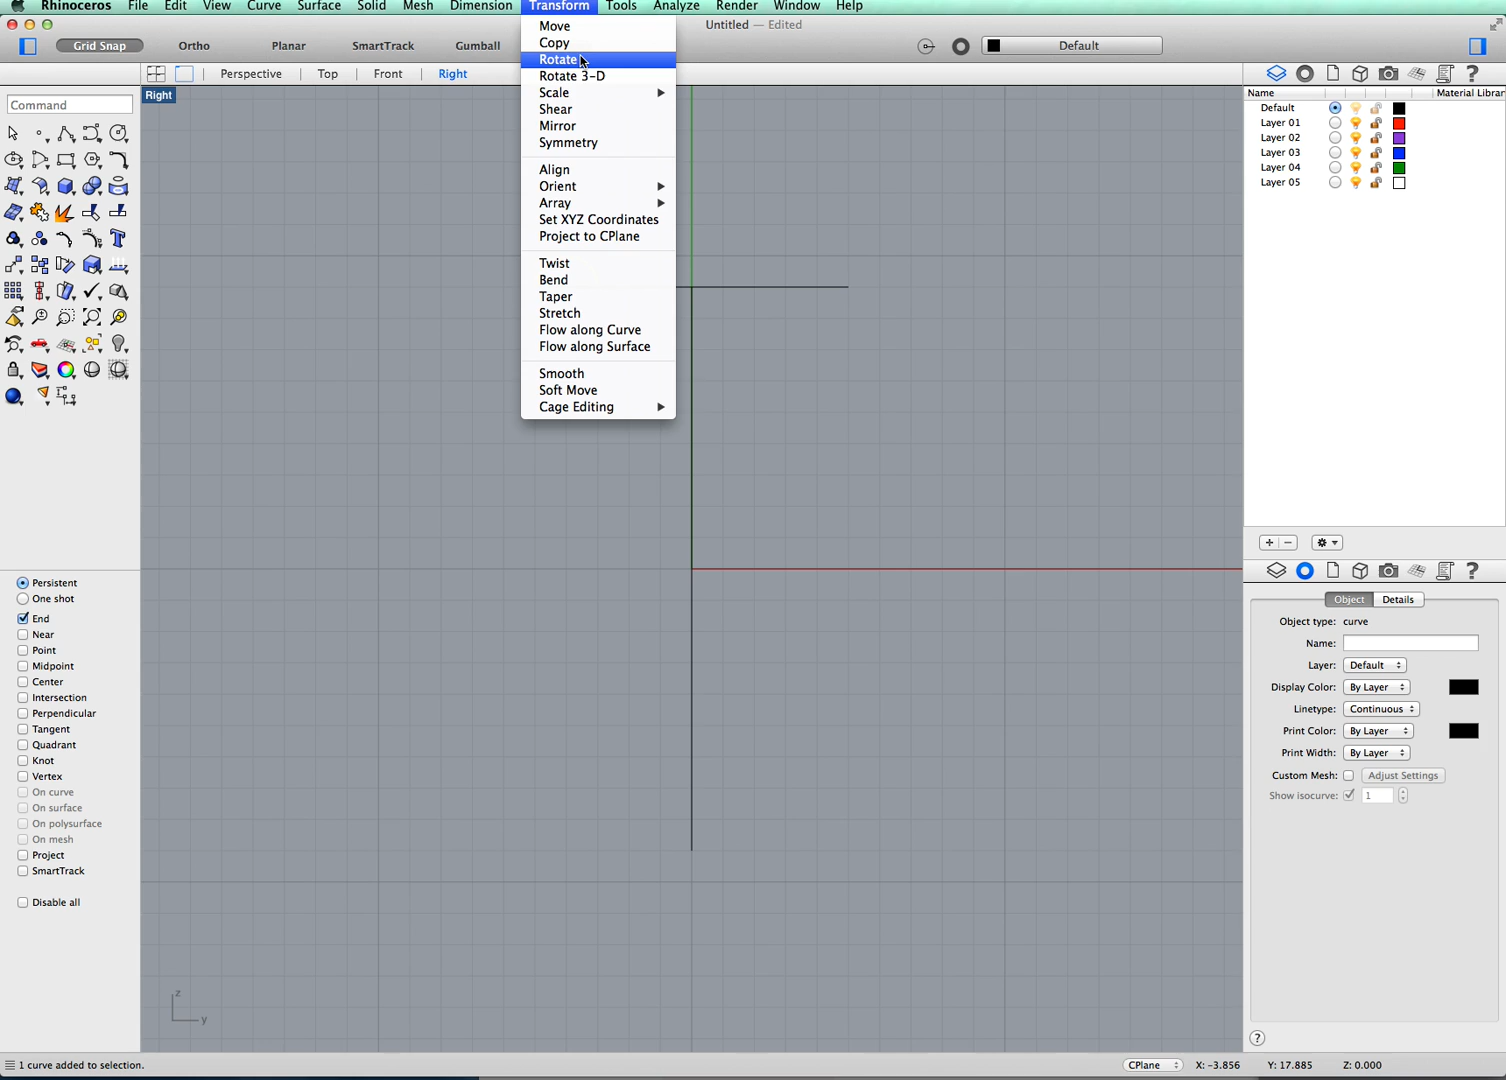 Rhinoceros File Edit View Curve Surface Solid Mesh Dimension Transform Tools Analyze Render Window Help
Untitled — Edited
Grid Snap Ortho Planar SmartTrack Gumball Default
Perspective Top Front Right
Command
Right
Move
Copy
Rotate
Rotate 3-D
Scale
Shear
Mirror
Symmetry
Align
Orient
Array
Set XYZ Coordinates
Project to CPlane
Twist
Bend
Taper
Stretch
Flow along Curve
Flow along Surface
Smooth
Soft Move
Cage Editing
Name Material Librar
Default
Layer 01
Layer 02
Layer 03
Layer 04
Layer 05
Persistent
One shot
End
Near
Point
Midpoint
Center
Intersection
Perpendicular
Tangent
Quadrant
Knot
Vertex
On curve
On surface
On polysurface
On mesh
Project
SmartTrack
Disable all
z
y
Object Details
Object type: curve
Name:
Layer: Default
Display Color: By Layer
Linetype: Continuous
Print Color: By Layer
Print Width: By Layer
Custom Mesh: Adjust Settings
Show isocurve: 1
?
1 curve added to selection. CPlane X: -3.856 Y: 17.885 Z: 0.000